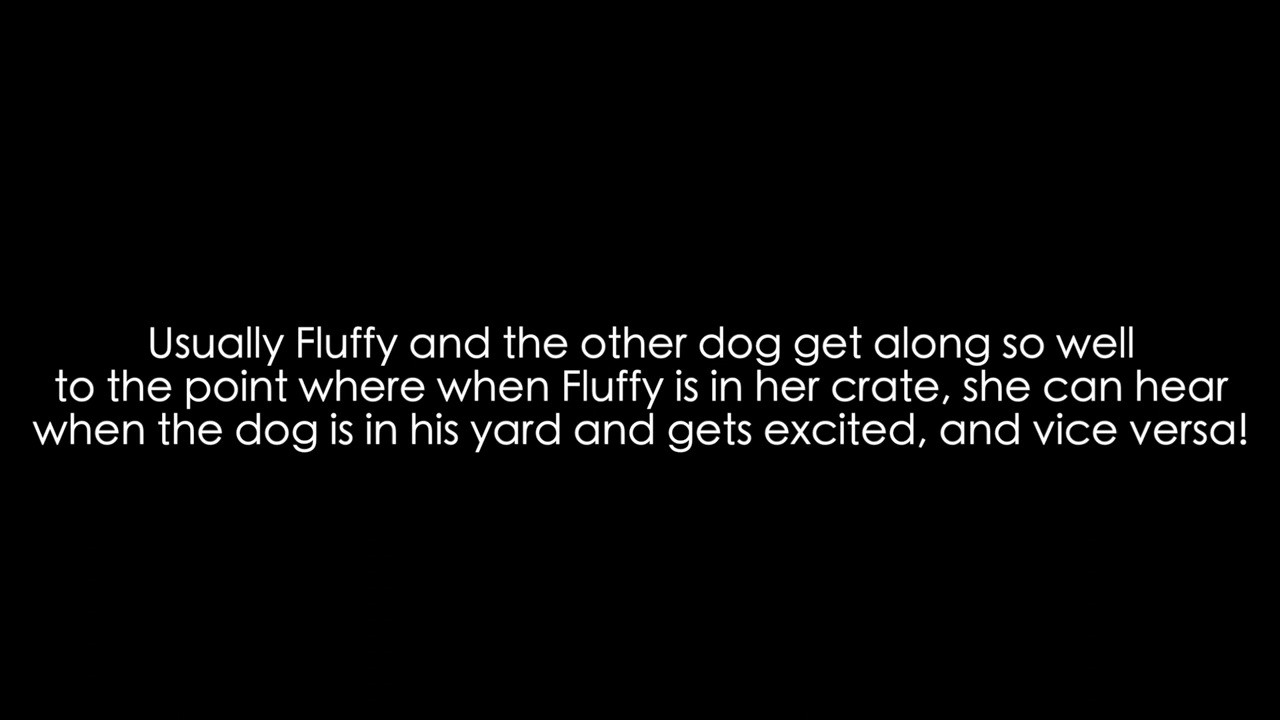 Usually Fluffy and the other dog get along so well
to the point where when Fluffy is in her crate, she can hear
when the dog is in his yard and gets excited, and vice versa!